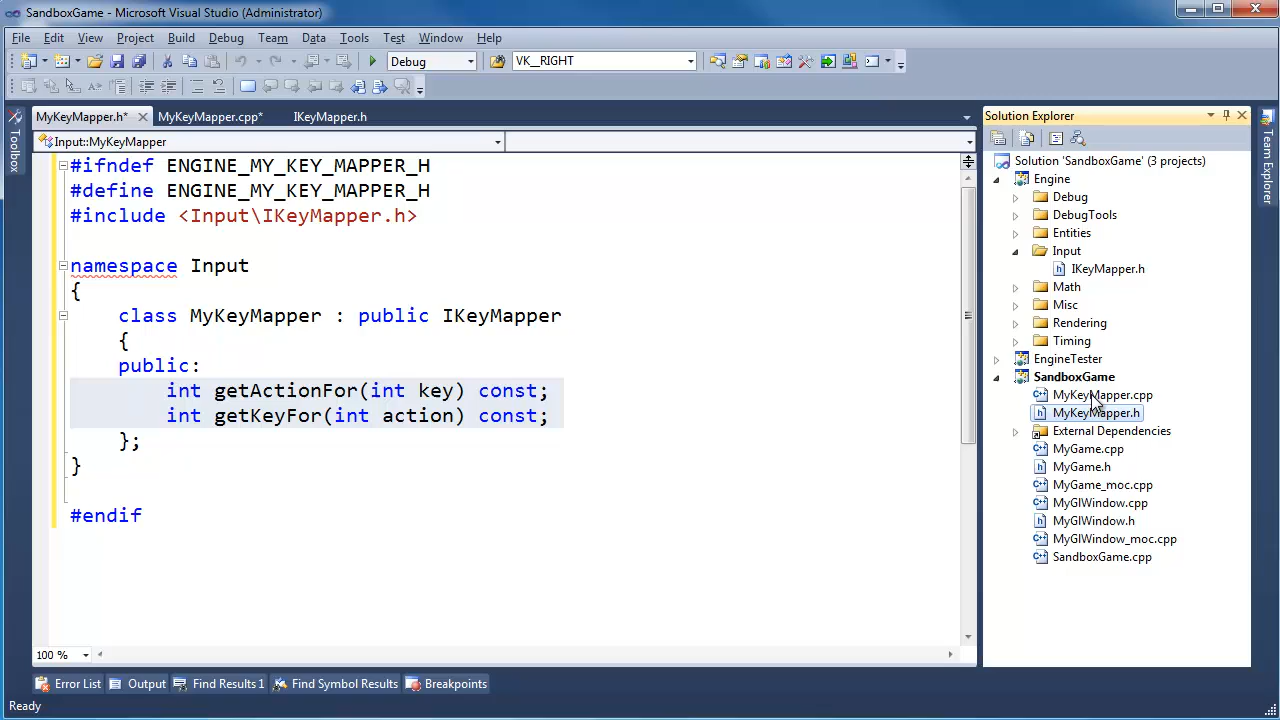 SandboxGame - Microsoft Visual Studio (Administrator)
File Edit View Project Build Debug Team Data Tools Test Window Help
Debug VK_RIGHT
MyKeyMapper.h* MyKeyMapper.cpp* IKeyMapper.h
Input::MyKeyMapper
#ifndef ENGINE_MY_KEY_MAPPER_H
#define ENGINE_MY_KEY_MAPPER_H
#include <Input\IKeyMapper.h>
namespace Input
{
class MyKeyMapper : public IKeyMapper
{
public:
int getActionFor(int key) const;
int getKeyFor(int action) const;
};
}
#endif
100 %
Toolbox
Solution Explorer
Solution 'SandboxGame' (3 projects)
Engine
Debug
DebugTools
Entities
Input
IKeyMapper.h
Math
Misc
Rendering
Timing
EngineTester
SandboxGame
MyKeyMapper.cpp
MyKeyMapper.h
External Dependencies
MyGame.cpp
MyGame.h
MyGame_moc.cpp
MyGlWindow.cpp
MyGlWindow.h
MyGlWindow_moc.cpp
SandboxGame.cpp
Team Explorer
Error List Output Find Results 1 Find Symbol Results Breakpoints
Ready